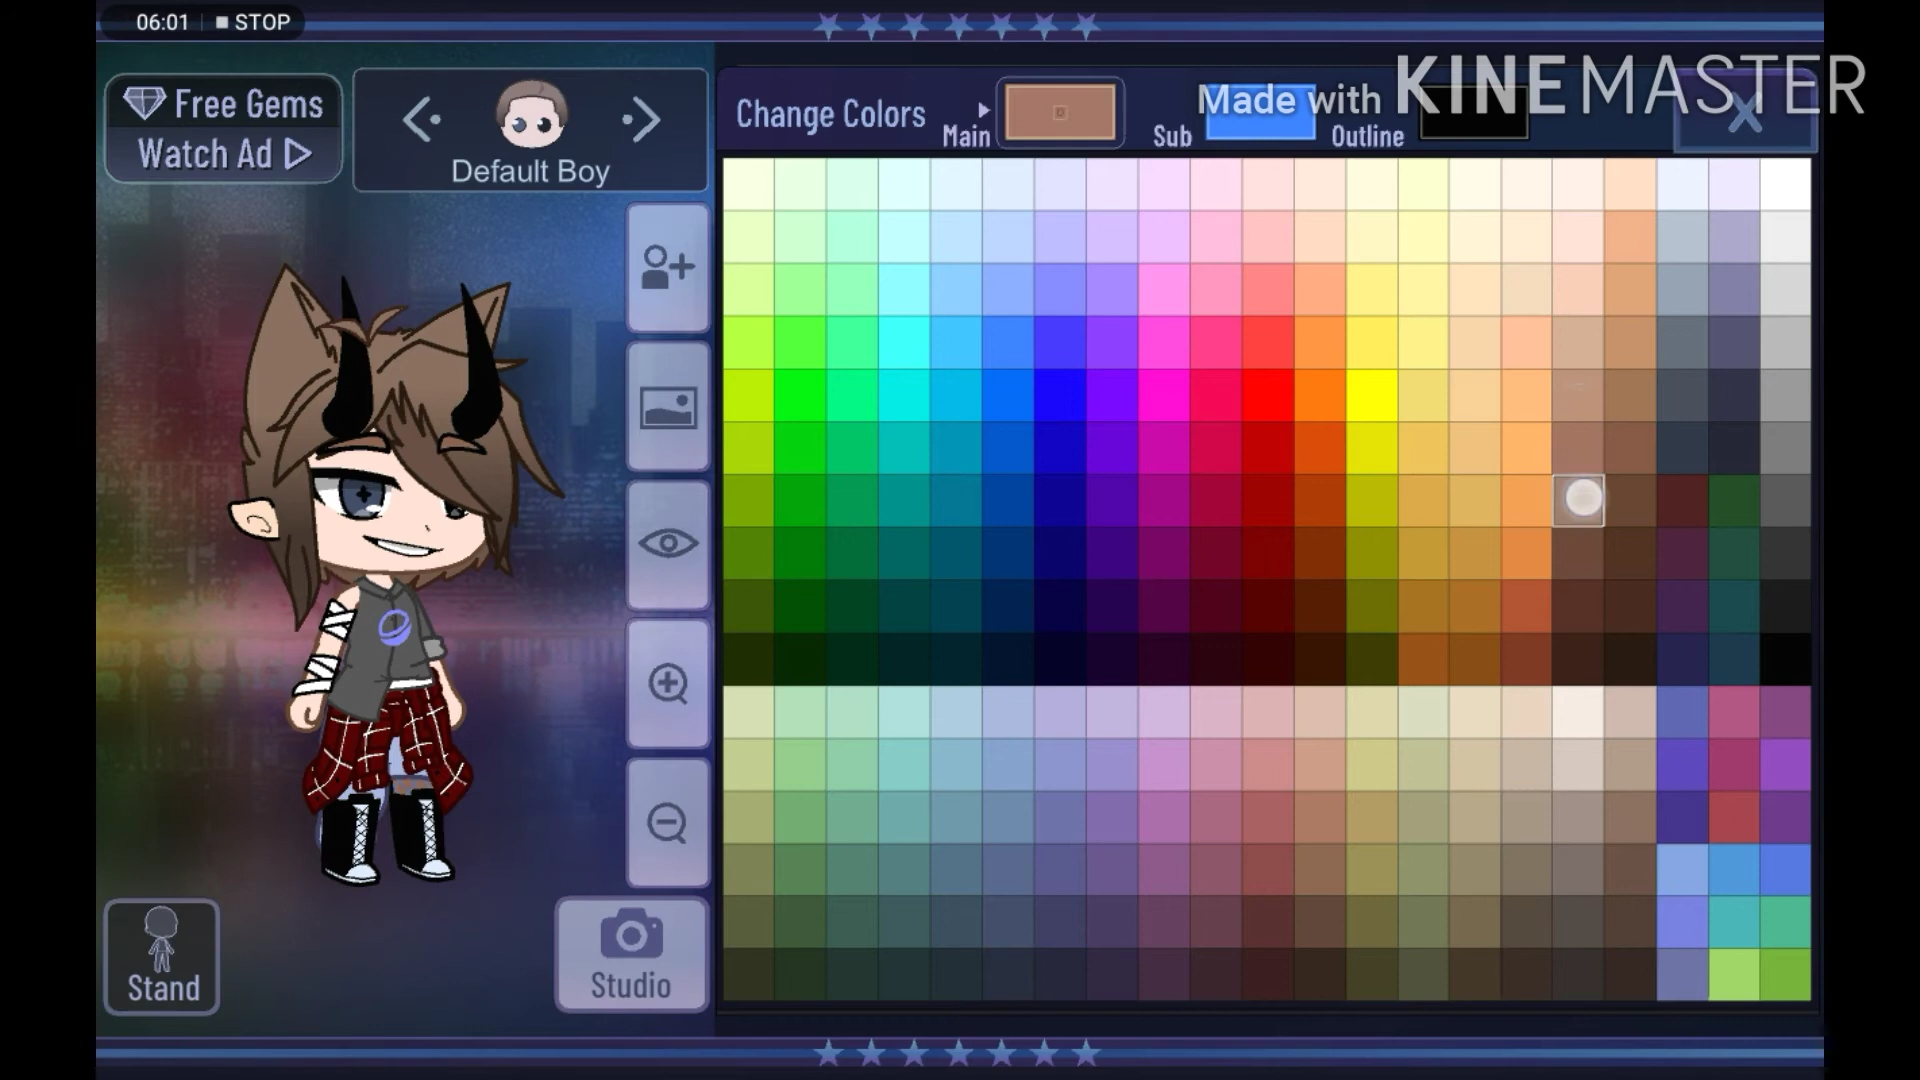 06:01 STOP
Free Gems
Watch Ad
Default Boy
Change Colors
Main
Sub
Outline
X
Made with KINEMASTER
Stand
Studio